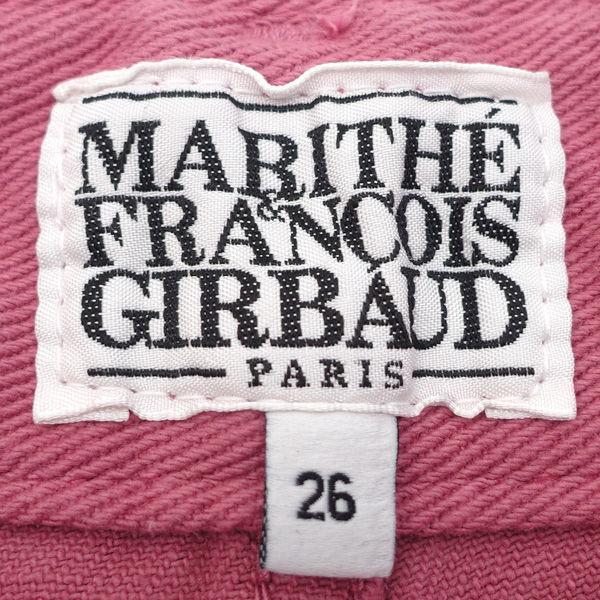 MARITHÉ
&
FRANÇOIS
GIRBAUD
PARIS
26